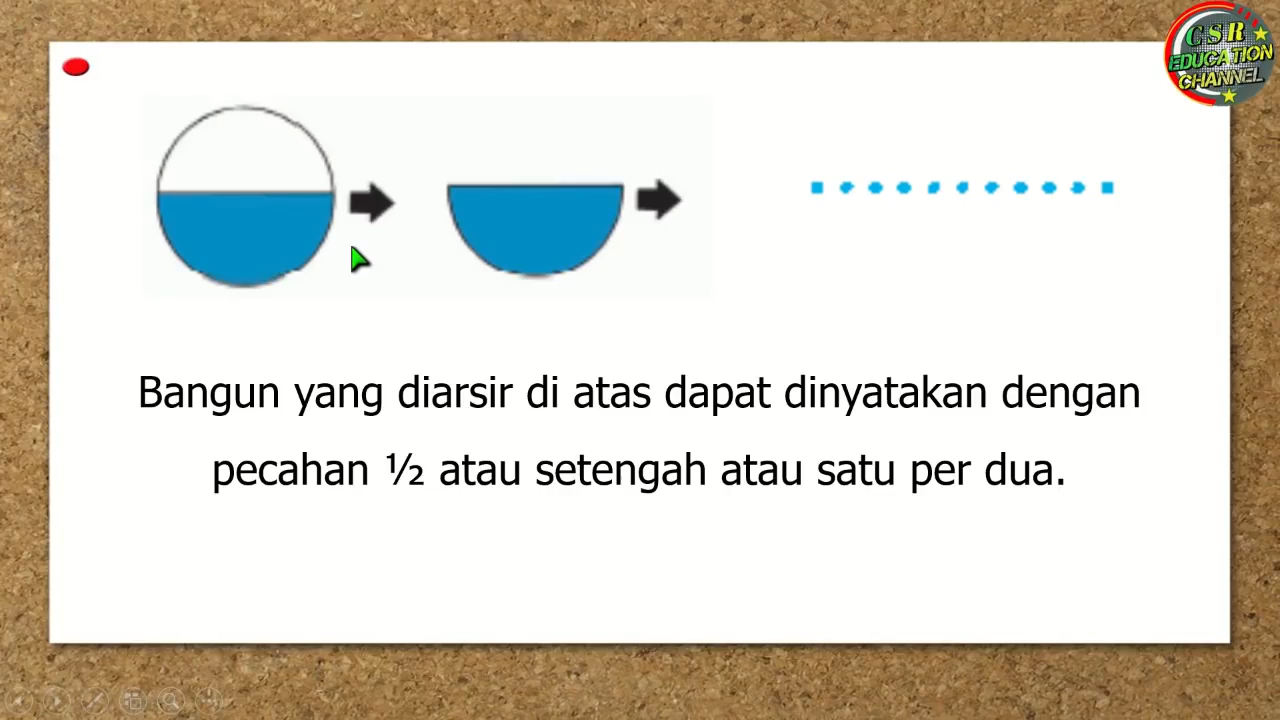 CSR
EDUCATION
CHANNEL
Bangun yang diarsir di atas dapat dinyatakan dengan
pecahan ½ atau setengah atau satu per dua.